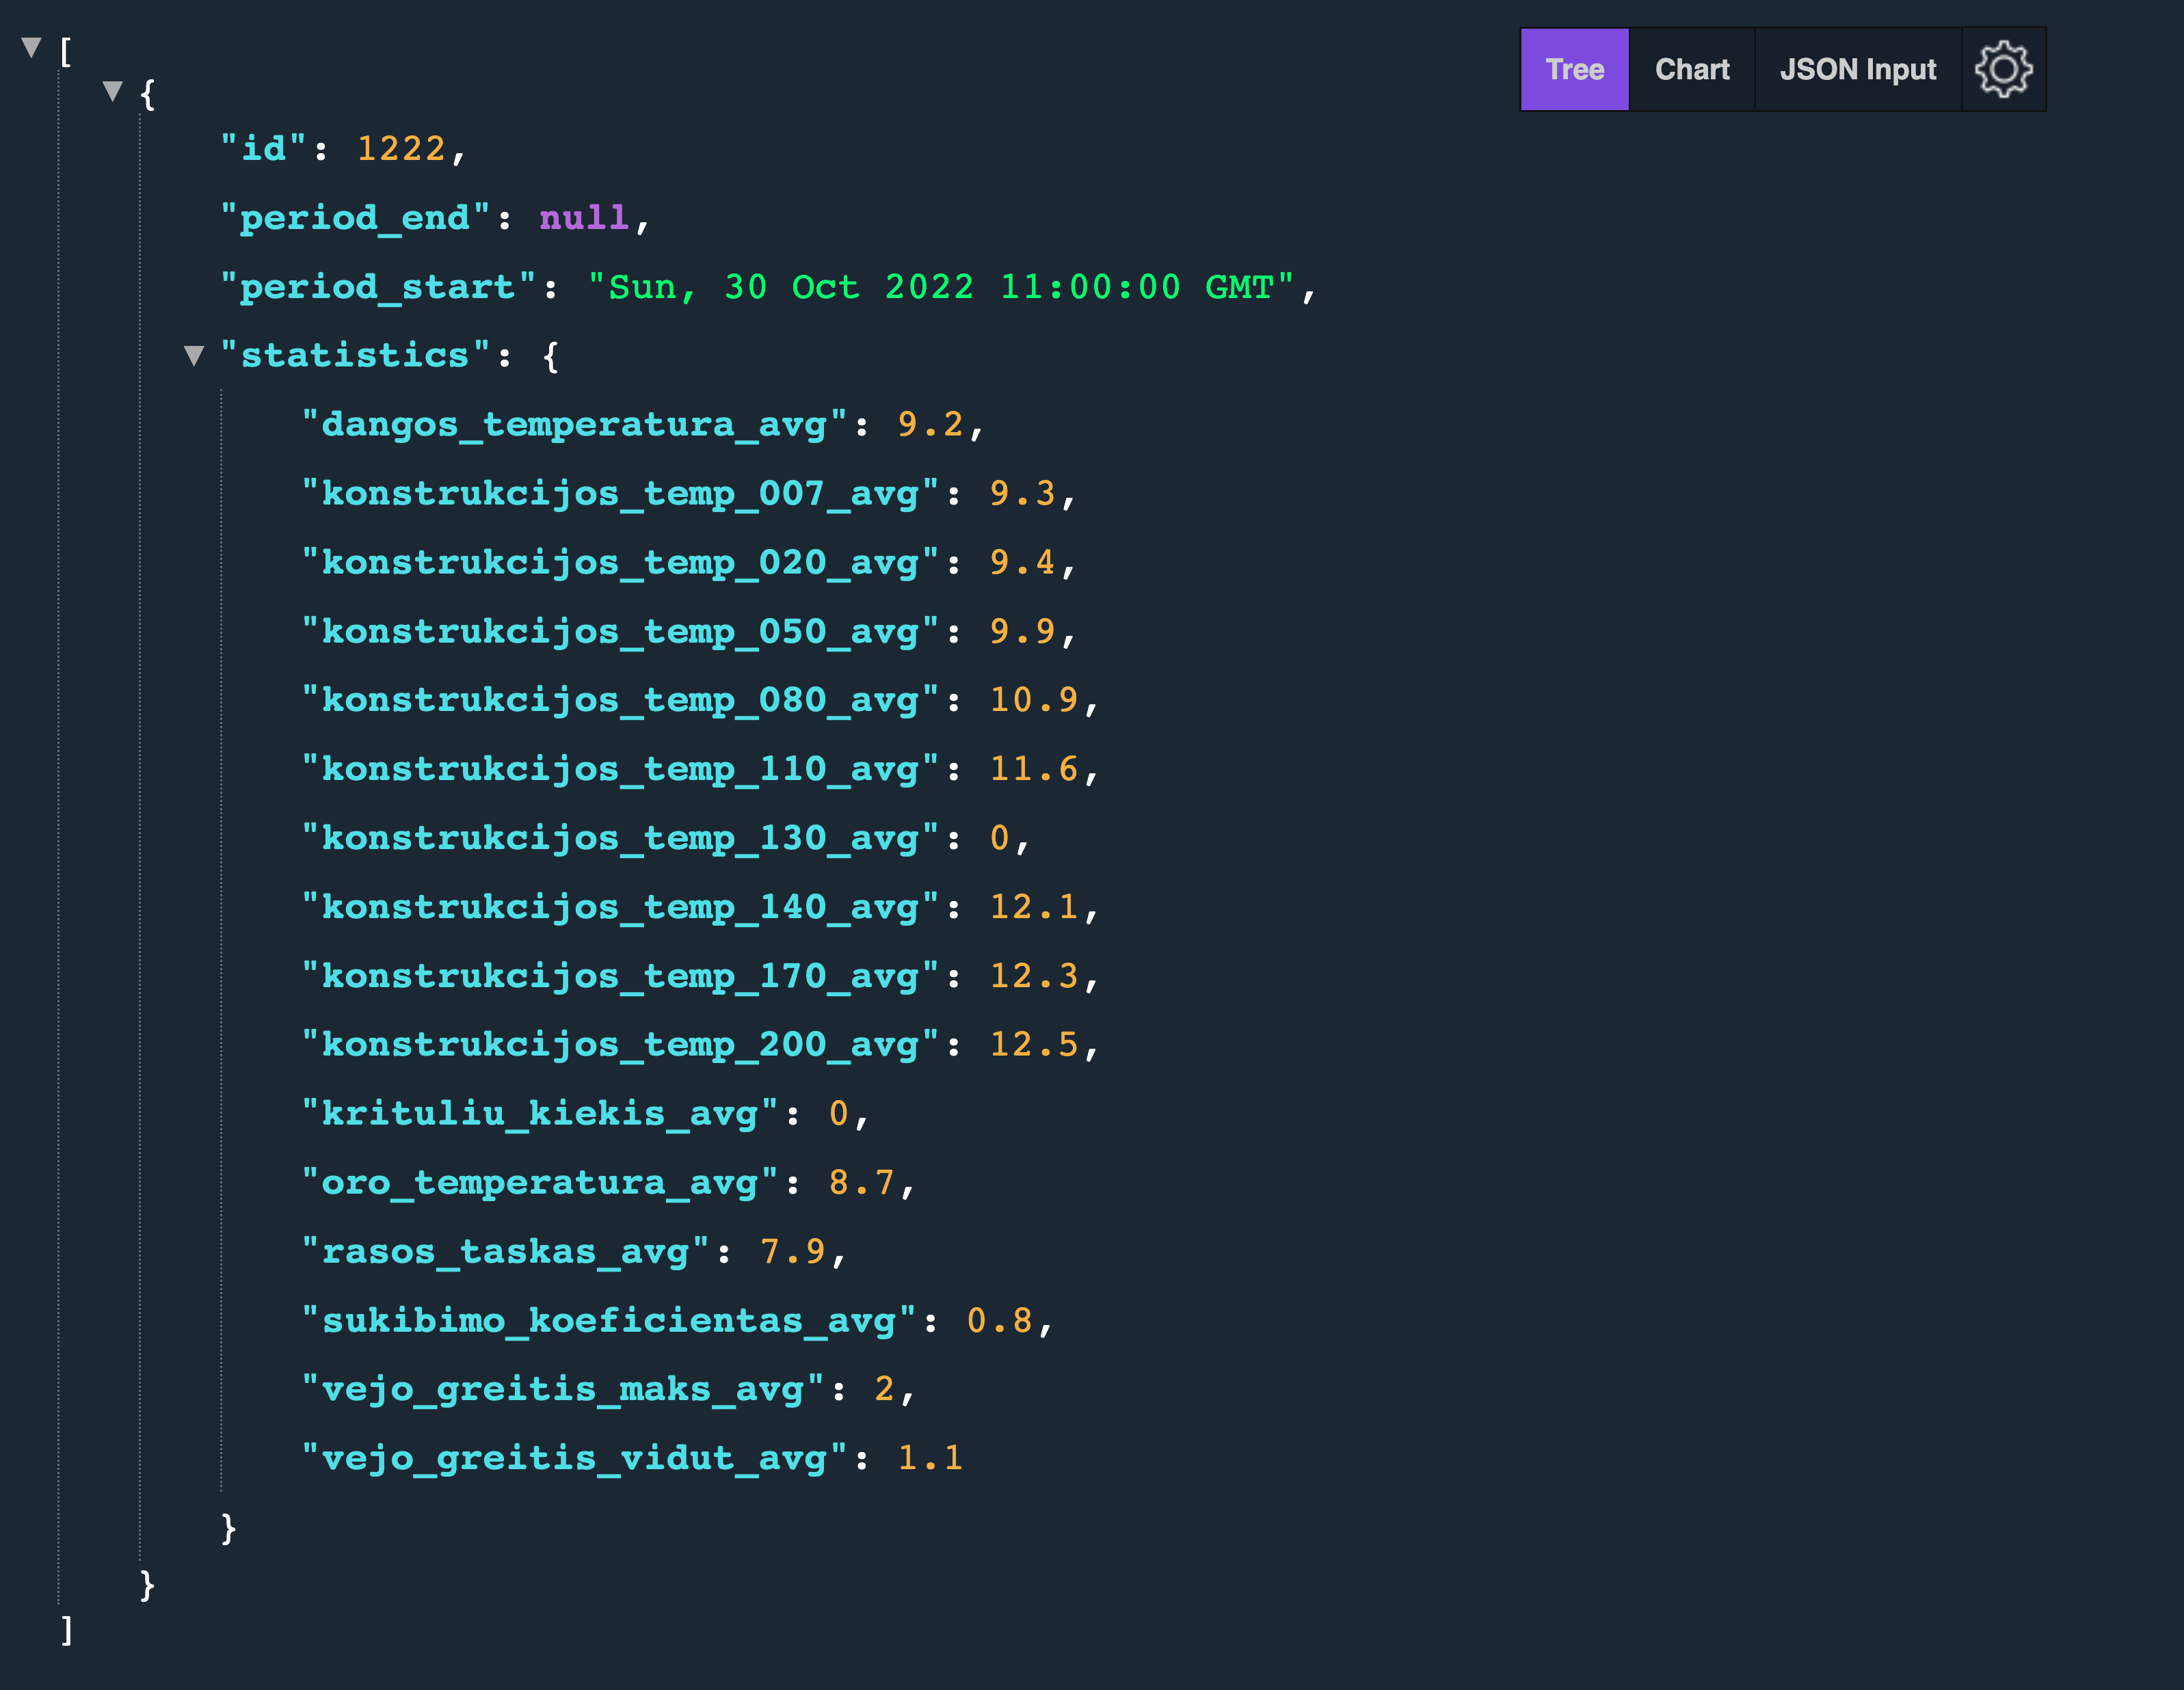 [
Tree Chart JSON Input
{
"id": 1222,
"period_end": null,
"period_start": "Sun, 30 Oct 2022 11:00:00 GMT",
"statistics": {
"dangos_temperatura_avg": 9.2,
"konstrukcijos_temp_007_avg": 9.3,
"konstrukcijos_temp_020_avg": 9.4,
"konstrukcijos_temp_050_avg": 9.9,
"konstrukcijos_temp_080_avg": 10.9,
"konstrukcijos_temp_110_avg": 11.6,
"konstrukcijos_temp_130_avg": 0,
"konstrukcijos_temp_140_avg": 12.1,
"konstrukcijos_temp_170_avg": 12.3,
"konstrukcijos_temp_200_avg": 12.5,
"krituliu_kiekis_avg": 0,
"oro_temperatura_avg": 8.7,
"rasos_taskas_avg": 7.9,
"sukibimo_koeficientas_avg": 0.8,
"vejo_greitis_maks_avg": 2,
"vejo_greitis_vidut_avg": 1.1
}
}
]